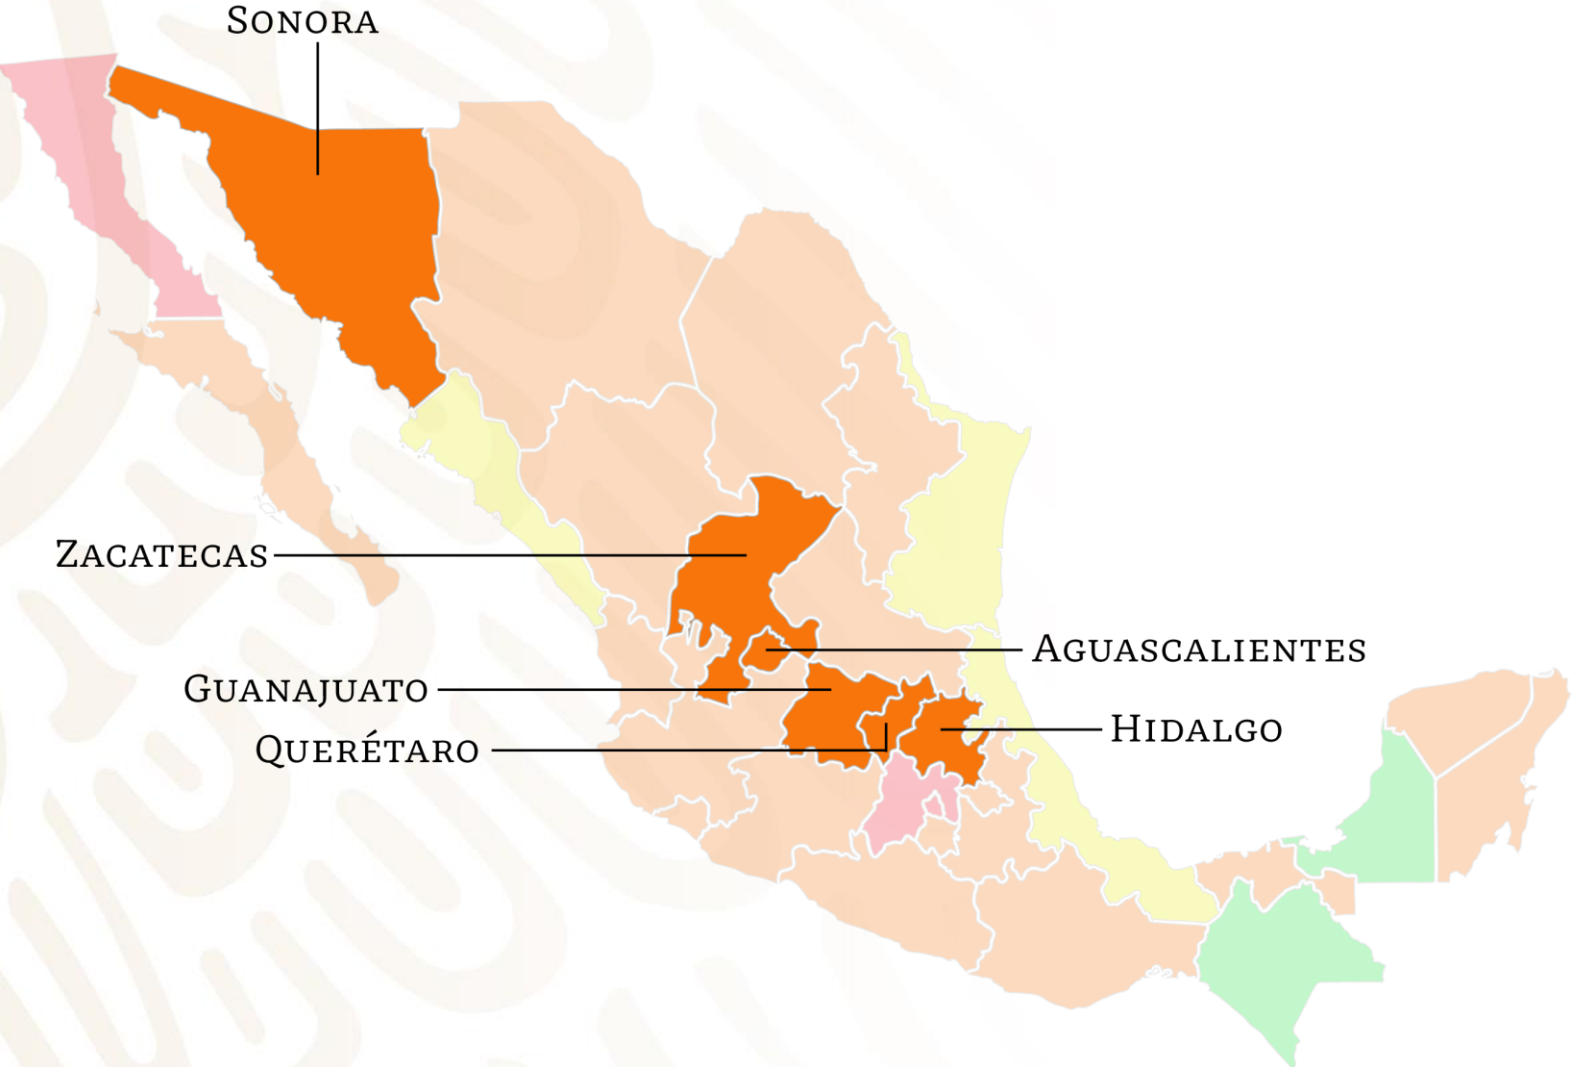 SONORA
ZACATECAS
AGUASCALIENTES
GUANAJUATO
HIDALGO
QUERÉTARO